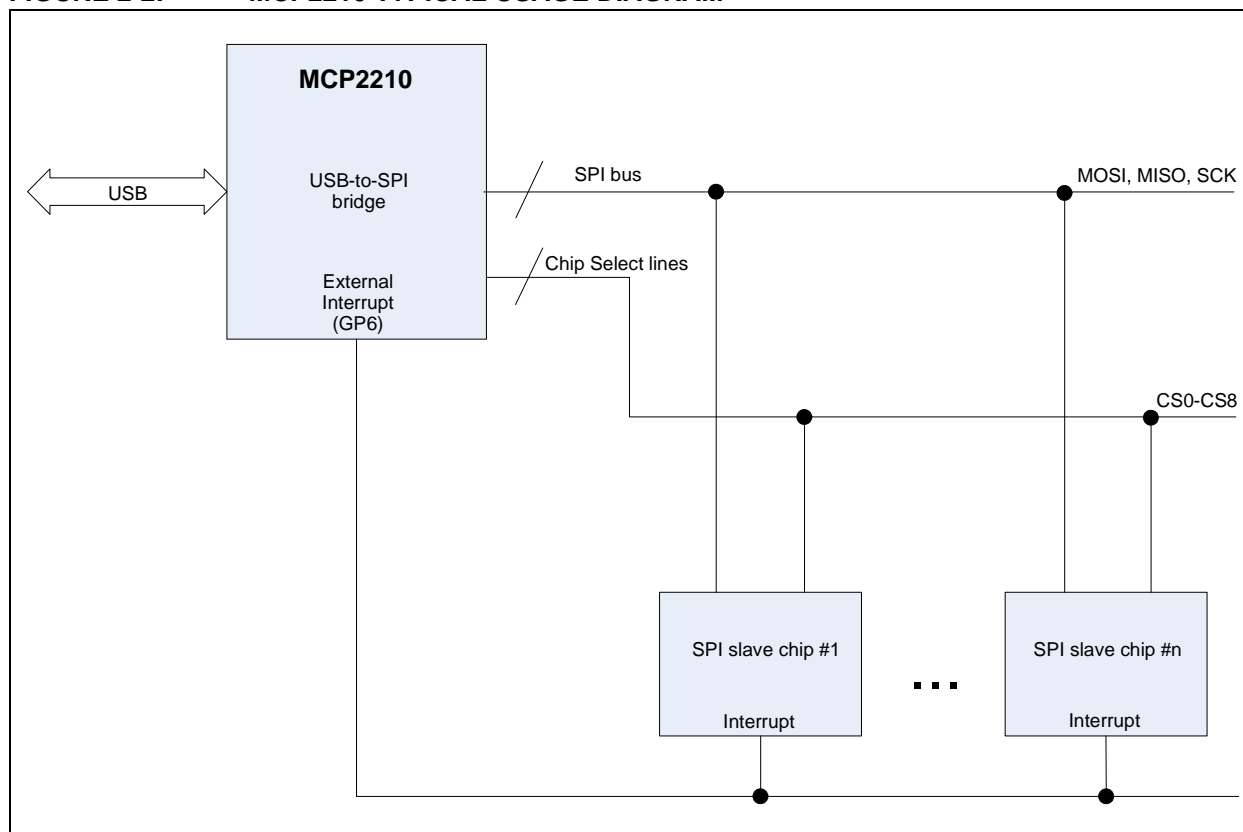 MCP2210
USB
USB-to-SPI
bridge
SPI bus
MOSI, MISO, SCK
Chip Select lines
External
Interrupt
(GP6)
CS0-CS8
SPI slave chip #1
SPI slave chip #n
...
Interrupt
Interrupt